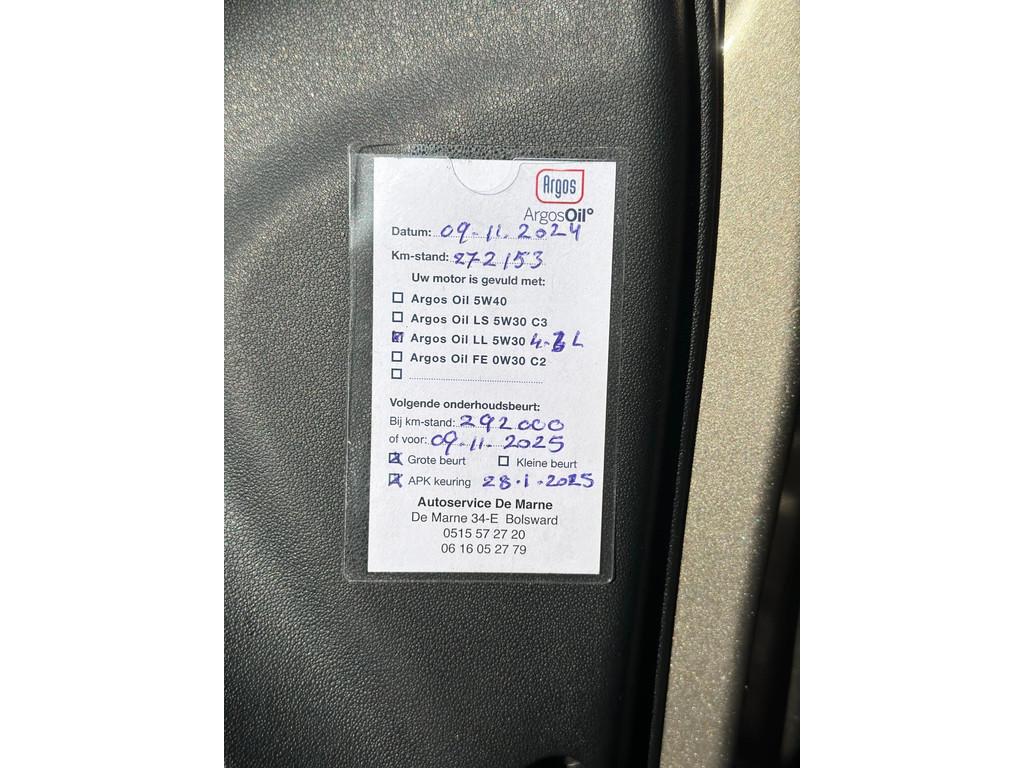 Argos
ArgosOil°
Datum: 09-11-2024
Km-stand: 272153
Uw motor is gevuld met:
Argos Oil 5W40
Argos Oil LS 5W30 C3
Argos Oil LL 5W30
Argos Oil FE 0W30 C2
Volgende onderhoudsbeurt:
Bij km-stand: 292000
of voor: 09-11-2025
Grote beurt Kleine beurt
APK keuring 28-1-2025
Autoservice De Marne
De Marne 34-E Bolsward
0515 57 27 20
06 16 05 27 79